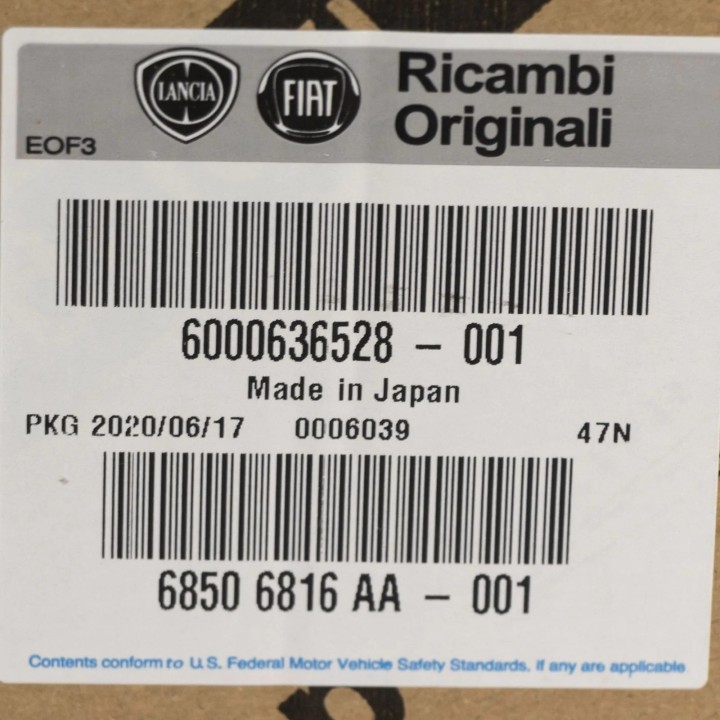 LANCIA FIAT Ricambi
Originali
EOF3
6000636528 - 001
Made in Japan
PKG 2020/06/17 0006039 47N
6850 6816 AA - 001
Contents conform to U.S. Federal Motor Vehicle Safety Standards, if any are applicable